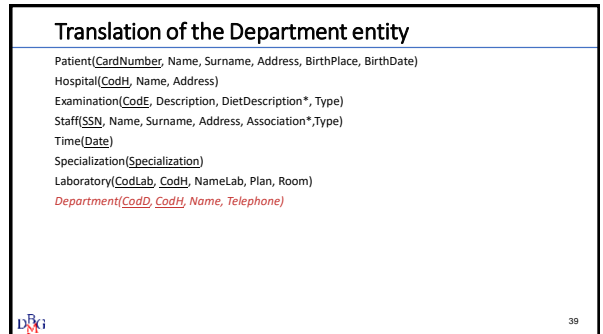 Translation of the Department entity
Patient(CardNumber, Name, Surname, Address, BirthPlace, BirthDate)
Hospital(CodH, Name, Address)
Examination(CodE, Description, DietDescription*, Type)
Staff(SSN, Name, Surname, Address, Association*,Type)
Time(Date)
Specialization(Specialization)
Laboratory(CodLab, CodH, NameLab, Plan, Room)
Department(CodD, CodH, Name, Telephone)
DBMG
39